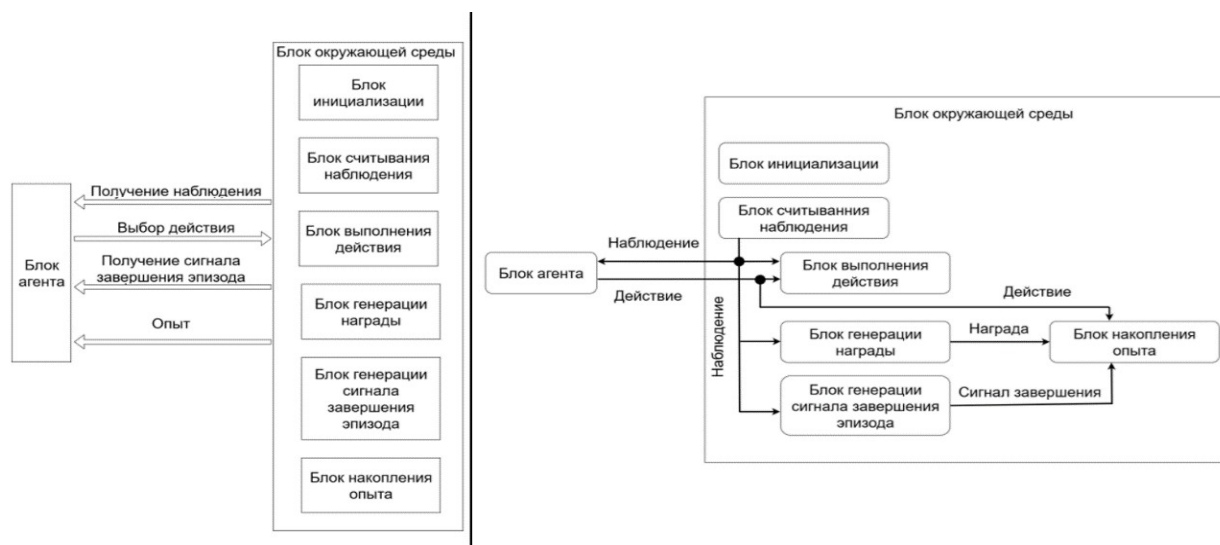 Блок окружающей среды
Блок
инициализации
Блок считывания
наблюдения
Получение наблюдения
Выбор действия
Блок выполнения
действия
Блок
агента
Получение сигнала
завершения эпизода
Блок генерации
награды
Опыт
Блок генерации
сигнала
завершения
эпизода
Блок накопления
опыта
Блок окружающей среды
Блок инициализации
Блок считыванния
наблюдения
Наблюдение
Блок агента
Блок выполнения
действия
Действие
Действие
Наблюдение
Блок генерации
награды
Награда
Блок накопления
опыта
Блок генерации
сигнала завершения
эпизода
Сигнал завершения